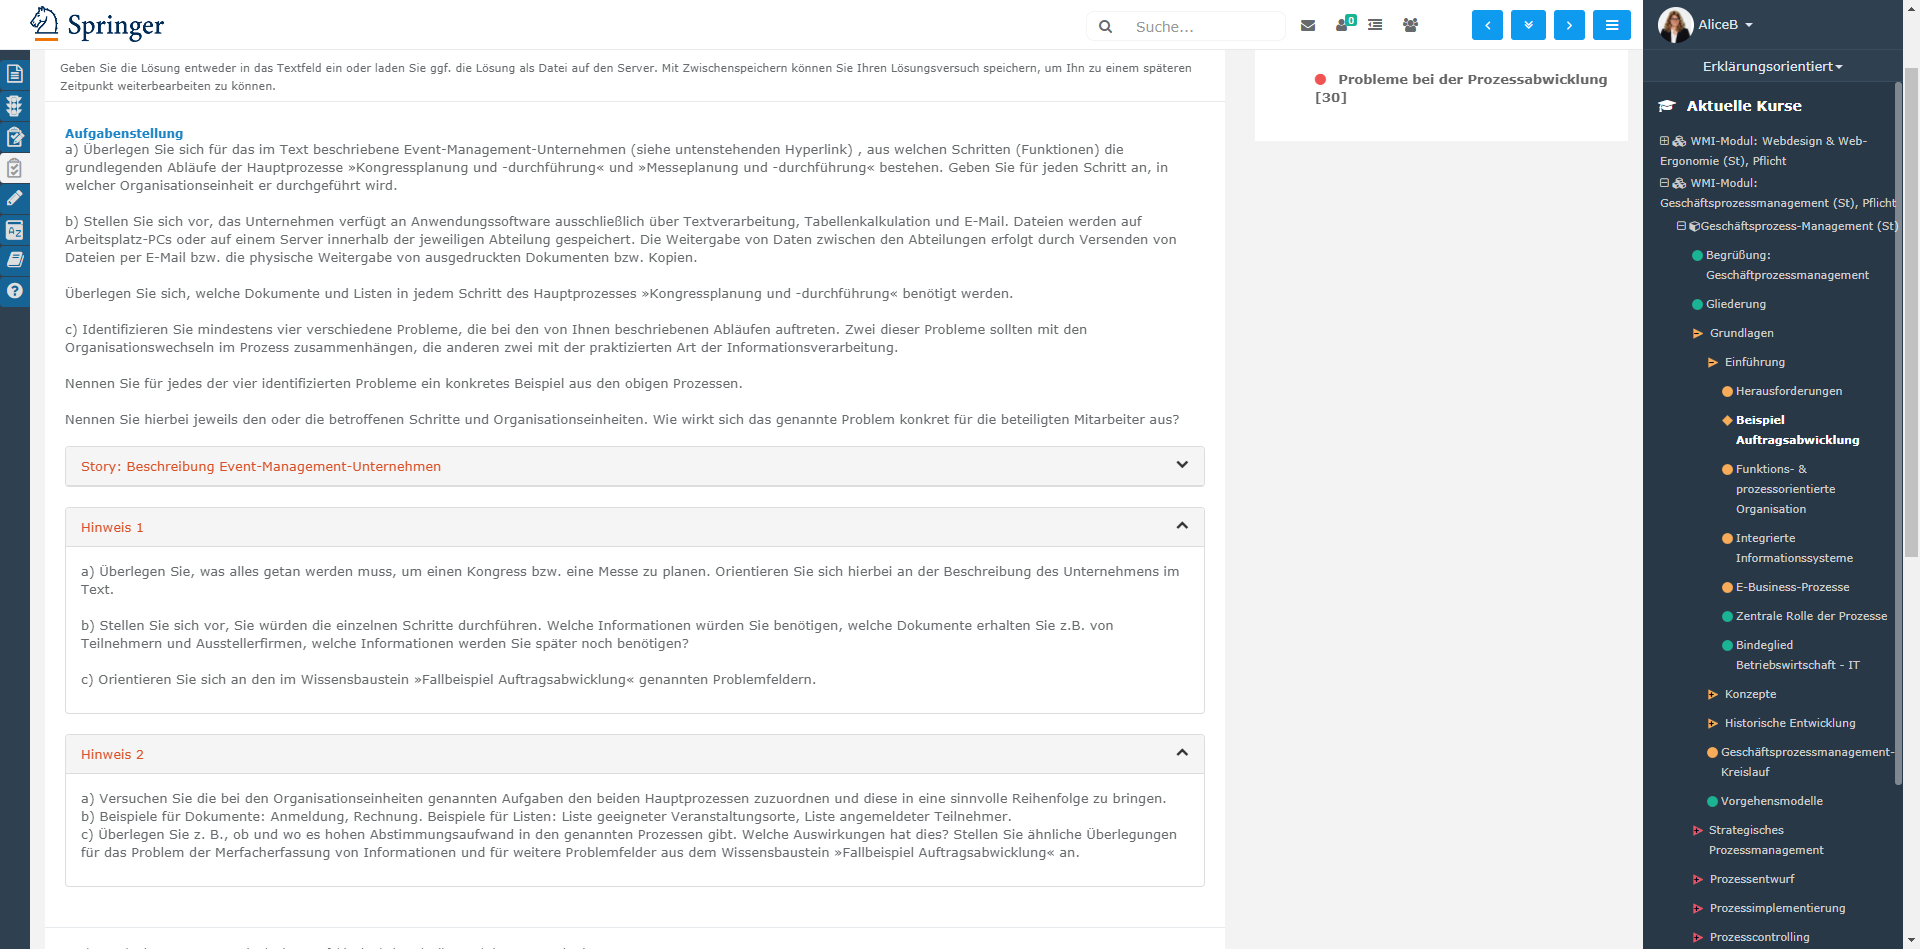 Springer
Suche...
0
AliceB
Erklärungsorientiert
Geben Sie die Lösung entweder in das Textfeld ein oder laden Sie ggf. die Lösung als Datei auf den Server. Mit Zwischenspeichern können Sie Ihren Lösungsversuch speichern, um Ihn zu einem späteren
Zeitpunkt weiterbearbeiten zu können.
Aufgabenstellung
a) Überlegen Sie sich für das im Text beschriebene Event-Management-Unternehmen (siehe untenstehenden Hyperlink) , aus welchen Schritten (Funktionen) die
grundlegenden Abläufe der Hauptprozesse »Kongressplanung und -durchführung« und »Messeplanung und -durchführung« bestehen. Geben Sie für jeden Schritt an, in
welcher Organisationseinheit er durchgeführt wird.
b) Stellen Sie sich vor, das Unternehmen verfügt an Anwendungssoftware ausschließlich über Textverarbeitung, Tabellenkalkulation und E-Mail. Dateien werden auf
Arbeitsplatz-PCs oder auf einem Server innerhalb der jeweiligen Abteilung gespeichert. Die Weitergabe von Daten zwischen den Abteilungen erfolgt durch Versenden von
Dateien per E-Mail bzw. die physische Weitergabe von ausgedruckten Dokumenten bzw. Kopien.
Überlegen Sie sich, welche Dokumente und Listen in jedem Schritt des Hauptprozesses »Kongressplanung und -durchführung« benötigt werden.
c) Identifizieren Sie mindestens vier verschiedene Probleme, die bei den von Ihnen beschriebenen Abläufen auftreten. Zwei dieser Probleme sollten mit den
Organisationswechseln im Prozess zusammenhängen, die anderen zwei mit der praktizierten Art der Informationsverarbeitung.
Nennen Sie für jedes der vier identifizierten Probleme ein konkretes Beispiel aus den obigen Prozessen.
Nennen Sie hierbei jeweils den oder die betroffenen Schritte und Organisationseinheiten. Wie wirkt sich das genannte Problem konkret für die beteiligten Mitarbeiter aus?
Story: Beschreibung Event-Management-Unternehmen
Hinweis 1
a) Überlegen Sie, was alles getan werden muss, um einen Kongress bzw. eine Messe zu planen. Orientieren Sie sich hierbei an der Beschreibung des Unternehmens im
Text.
b) Stellen Sie sich vor, Sie würden die einzelnen Schritte durchführen. Welche Informationen würden Sie benötigen, welche Dokumente erhalten Sie z.B. von
Teilnehmern und Ausstellerfirmen, welche Informationen werden Sie später noch benötigen?
c) Orientieren Sie sich an den im Wissensbaustein »Fallbeispiel Auftragsabwicklung« genannten Problemfeldern.
Hinweis 2
a) Versuchen Sie die bei den Organisationseinheiten genannten Aufgaben den beiden Hauptprozessen zuzuordnen und diese in eine sinnvolle Reihenfolge zu bringen.
b) Beispiele für Dokumente: Anmeldung, Rechnung. Beispiele für Listen: Liste geeigneter Veranstaltungsorte, Liste angemeldeter Teilnehmer.
c) Überlegen Sie z. B., ob und wo es hohen Abstimmungsaufwand in den genannten Prozessen gibt. Welche Auswirkungen hat dies? Stellen Sie ähnliche Überlegungen
für das Problem der Merfacherfassung von Informationen und für weitere Problemfelder aus dem Wissensbaustein »Fallbeispiel Auftragsabwicklung« an.
Probleme bei der Prozessabwicklung
[30]
Aktuelle Kurse
WMI-Modul: Webdesign & Web-
Ergonomie (St), Pflicht
WMI-Modul:
Geschäftsprozessmanagement (St), Pflicht
Geschäftsprozess-Management (St)
Begrüßung:
Geschäftprozessmanagement
Gliederung
Grundlagen
Einführung
Herausforderungen
Beispiel
Auftragsabwicklung
Funktions- &
prozessorientierte
Organisation
Integrierte
Informationssysteme
E-Business-Prozesse
Zentrale Rolle der Prozesse
Bindeglied
Betriebswirtschaft - IT
Konzepte
Historische Entwicklung
Geschäftsprozessmanagement-
Kreislauf
Vorgehensmodelle
Strategisches
Prozessmanagement
Prozessentwurf
Prozessimplementierung
Prozesscontrolling